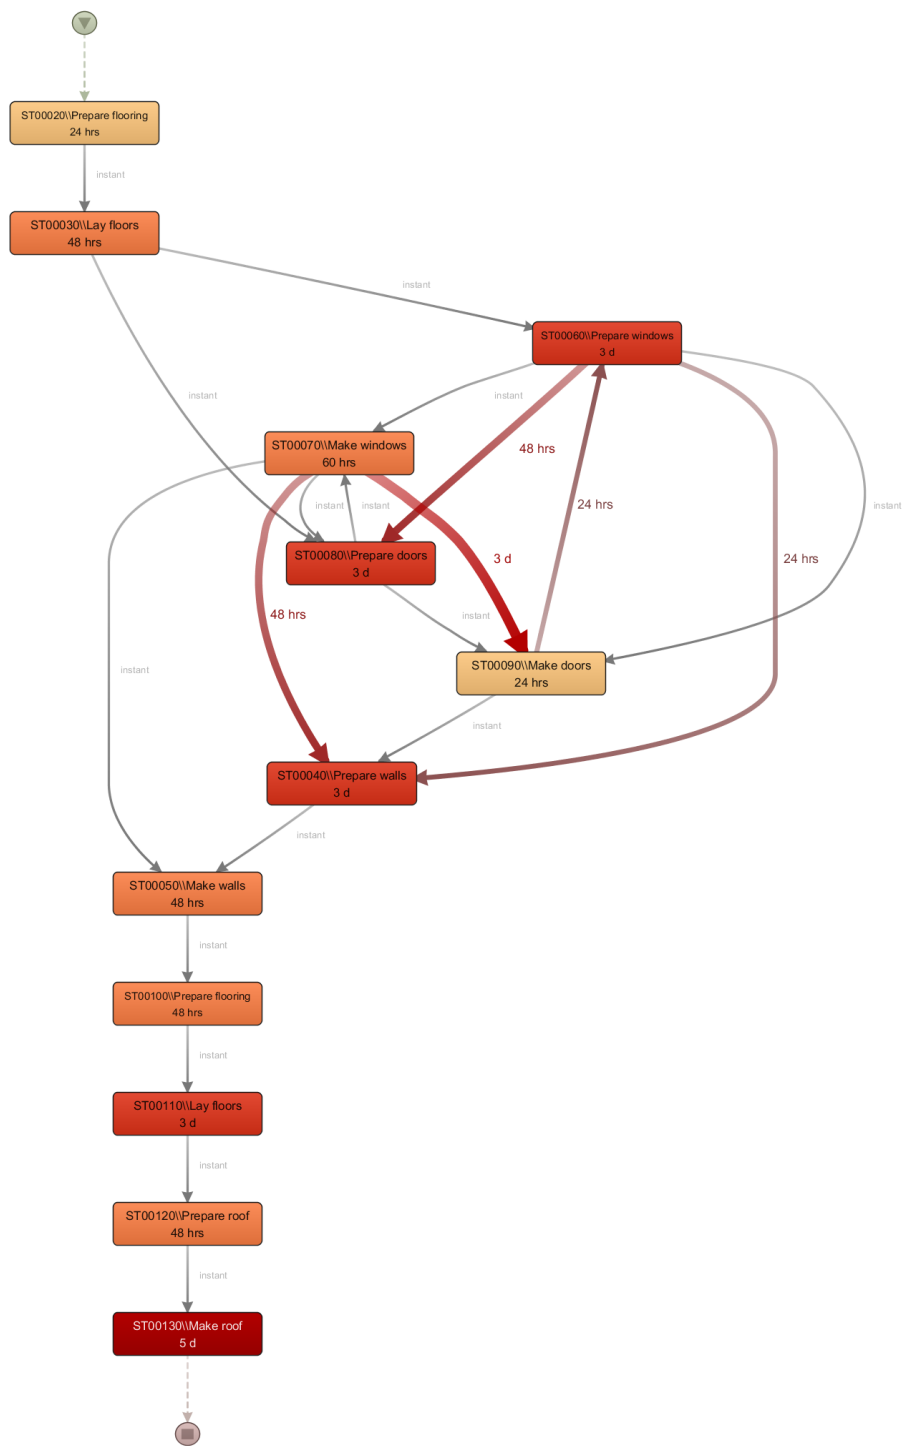 ST00020\\Prepare flooring
24 hrs
instant
ST00030\\Lay floors
48 hrs
instant
ST00060\\Prepare windows
3 d
instant
instant
ST00070\\Make windows
60 hrs
48 hrs
instant
instant
24 hrs
instant
ST00080\\Prepare doors
3 d
3 d
24 hrs
48 hrs
instant
ST00090\\Make doors
24 hrs
instant
instant
ST00040\\Prepare walls
3 d
instant
ST00050\\Make walls
48 hrs
instant
ST00100\\Prepare flooring
48 hrs
instant
ST00110\\Lay floors
3 d
instant
ST00120\\Prepare roof
48 hrs
instant
ST00130\\Make roof
5 d